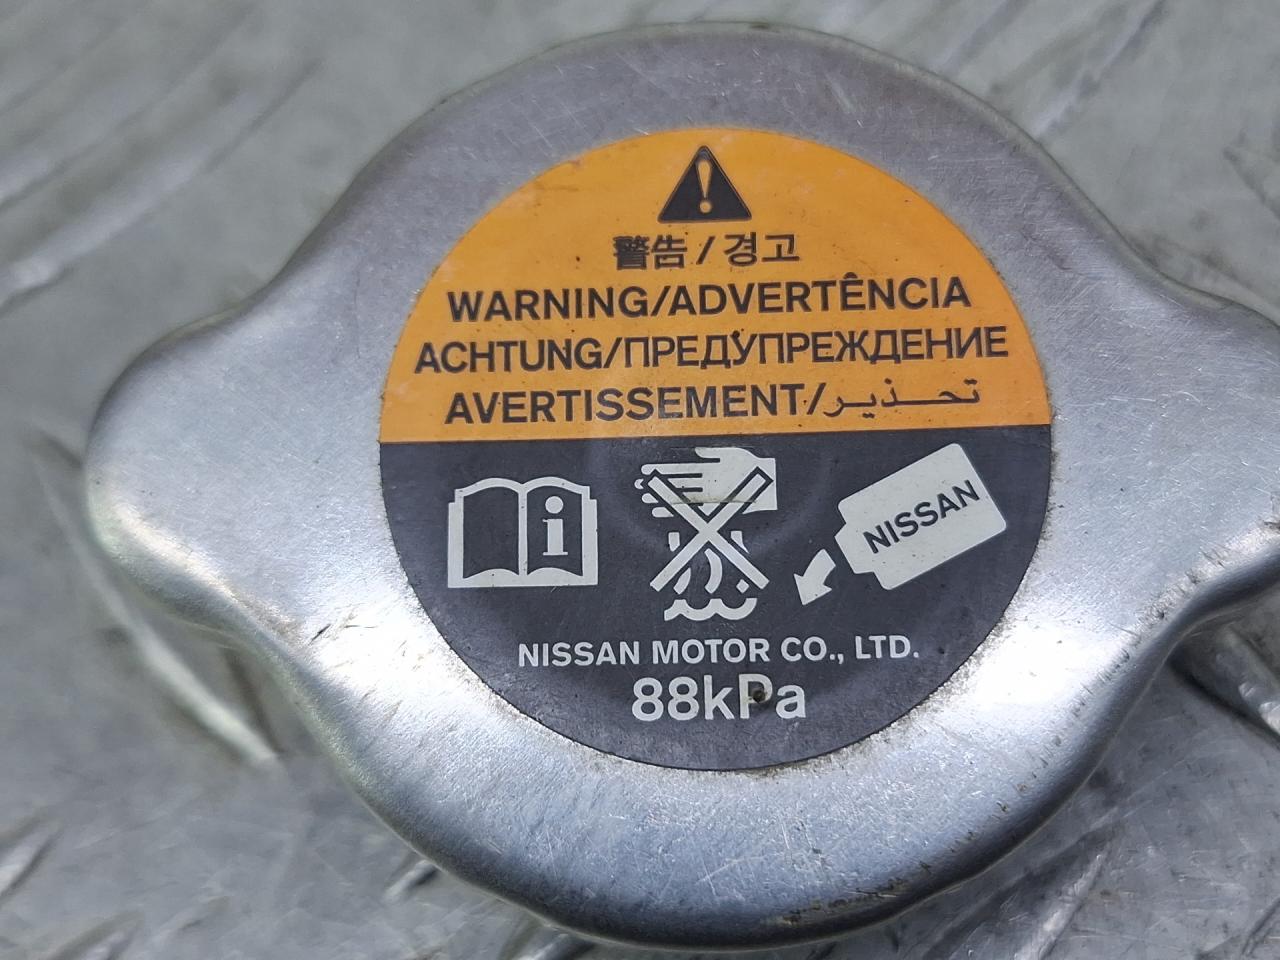 警告/경고
WARNING/ADVERTÊNCIA
ACHTUNG/ПРЕДУПРЕЖДЕНИЕ
AVERTISSEMENT/تحذير
i
NISSAN
NISSAN MOTOR CO., LTD.
88kPa